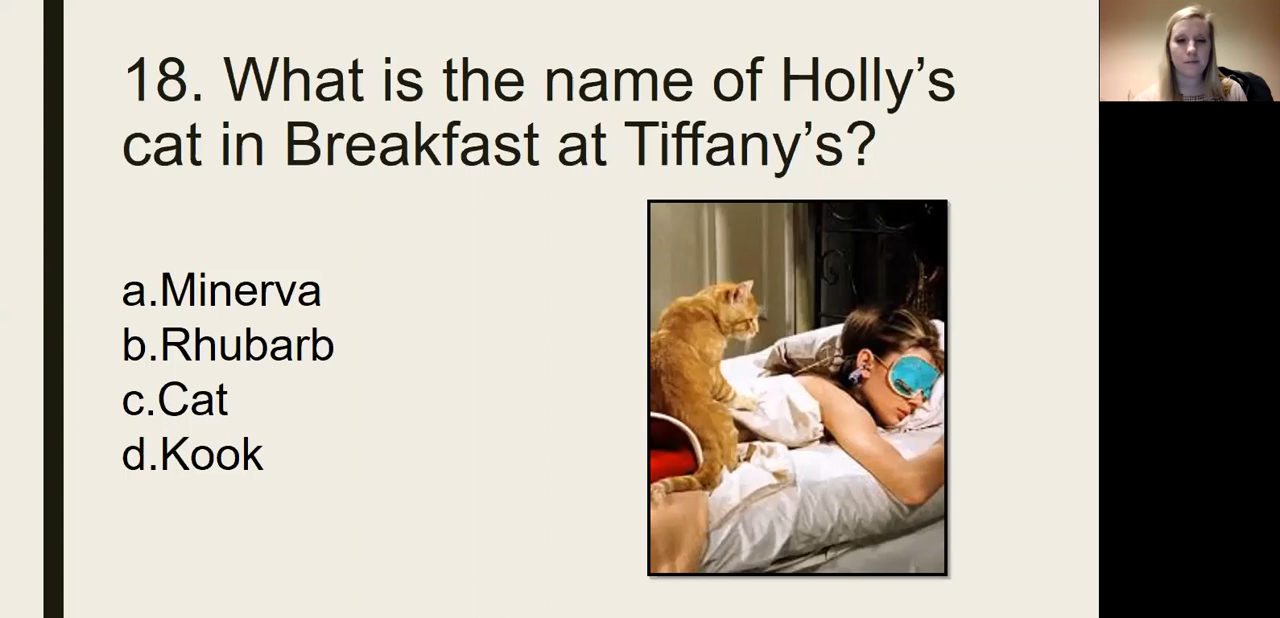 18. What is the name of Holly’s
cat in Breakfast at Tiffany’s?
a.Minerva
b.Rhubarb
c.Cat
d.Kook